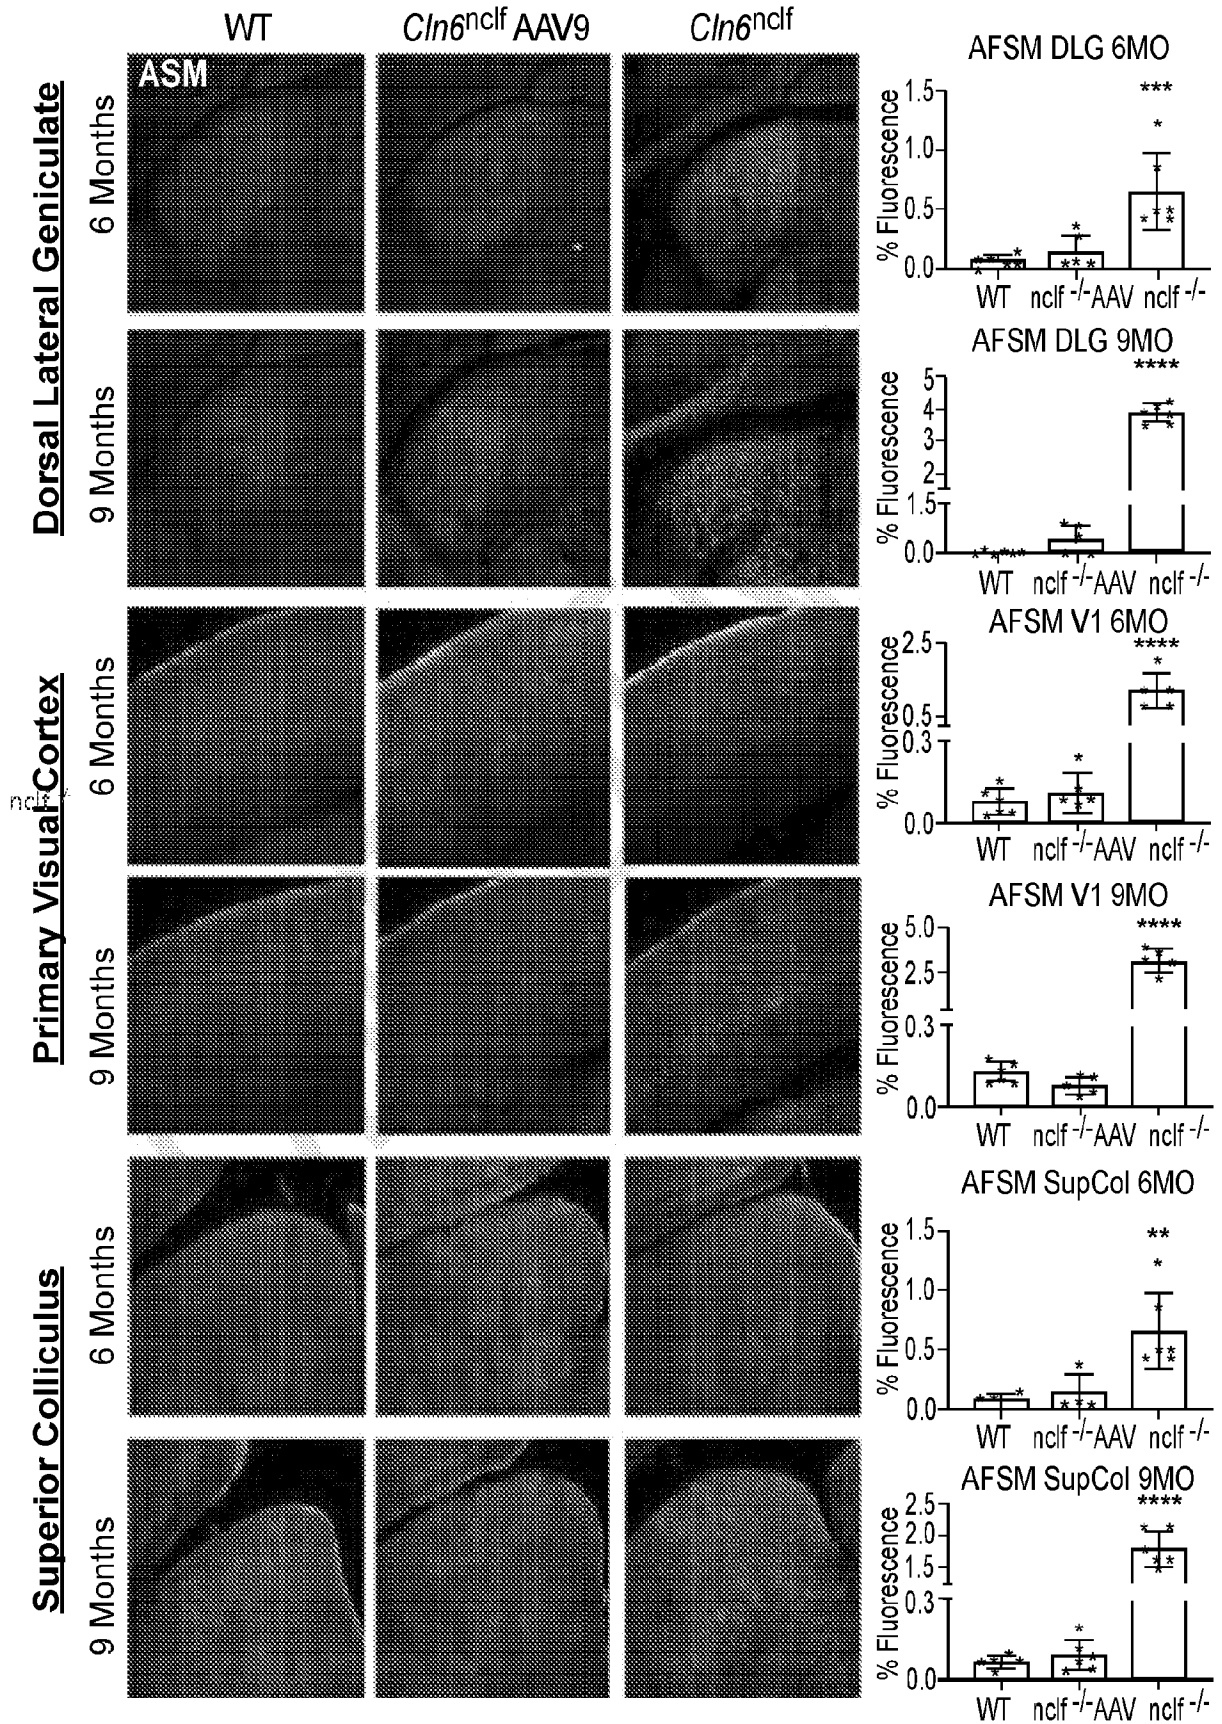 WT
Cln6nclf AAV9
Cln6nclf
ASM
Dorsal Lateral Geniculate
6 Months
9 Months
AFSM DLG 6MO
***
% Fluorescence
1.5
1.0
0.5
0.0
WT nclf -/-AAV nclf -/-
AFSM DLG 9MO
****
% Fluorescence
5
4
3
2
1.5
0.0
WT nclf -/-AAV nclf -/-
Primary Visual Cortex
6 Months
9 Months
AFSM V1 6MO
****
% Fluorescence
2.5
0.5
0.3
0.0
WT nclf -/-AAV nclf -/-
AFSM V1 9MO
****
% Fluorescence
5.0
2.5
0.3
0.0
WT nclf -/-AAV nclf -/-
Superior Colliculus
6 Months
9 Months
AFSM SupCol 6MO
**
% Fluorescence
1.5
1.0
0.5
0.0
WT nclf -/-AAV nclf -/-
AFSM SupCol 9MO
****
% Fluorescence
2.5
2.0
1.5
0.3
0.0
WT nclf -/-AAV nclf -/-